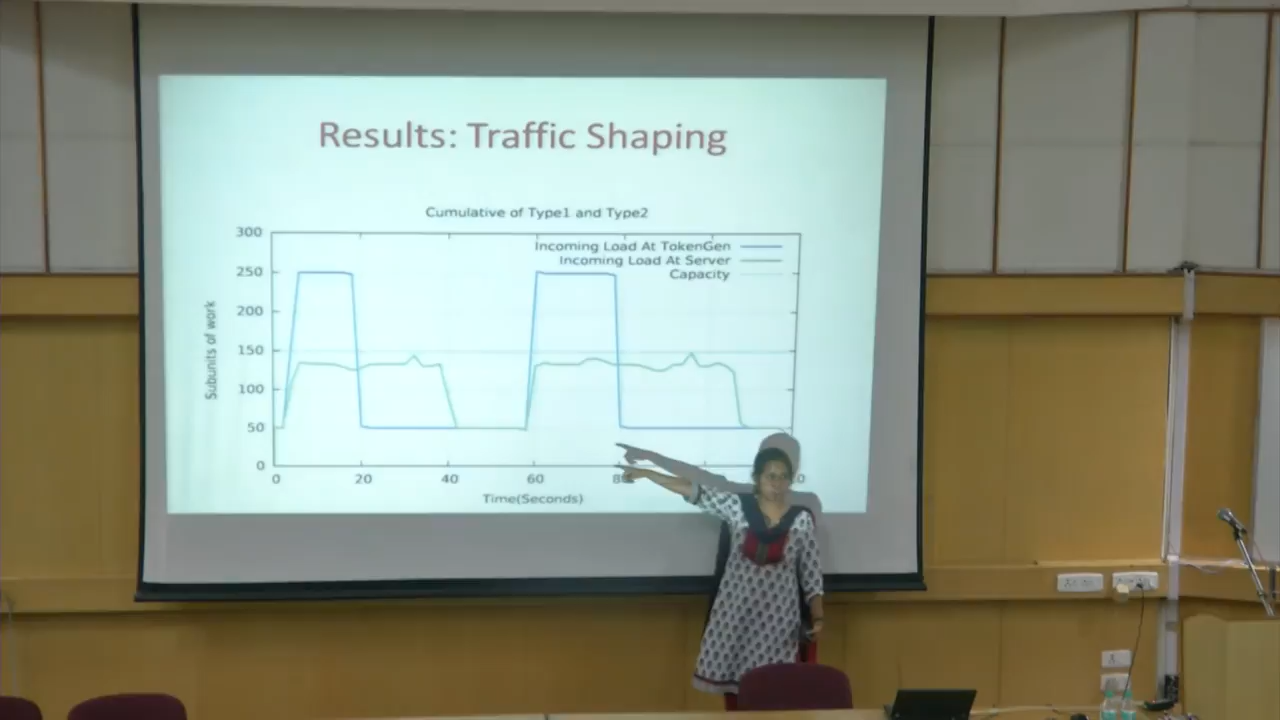 Results: Traffic Shaping
Cumulative of Type1 and Type2
300
250
200
150
100
50
0
Subunits of work
Incoming Load At TokenGen
Incoming Load At Server
Capacity
0
20
40
60
Time(Seconds)